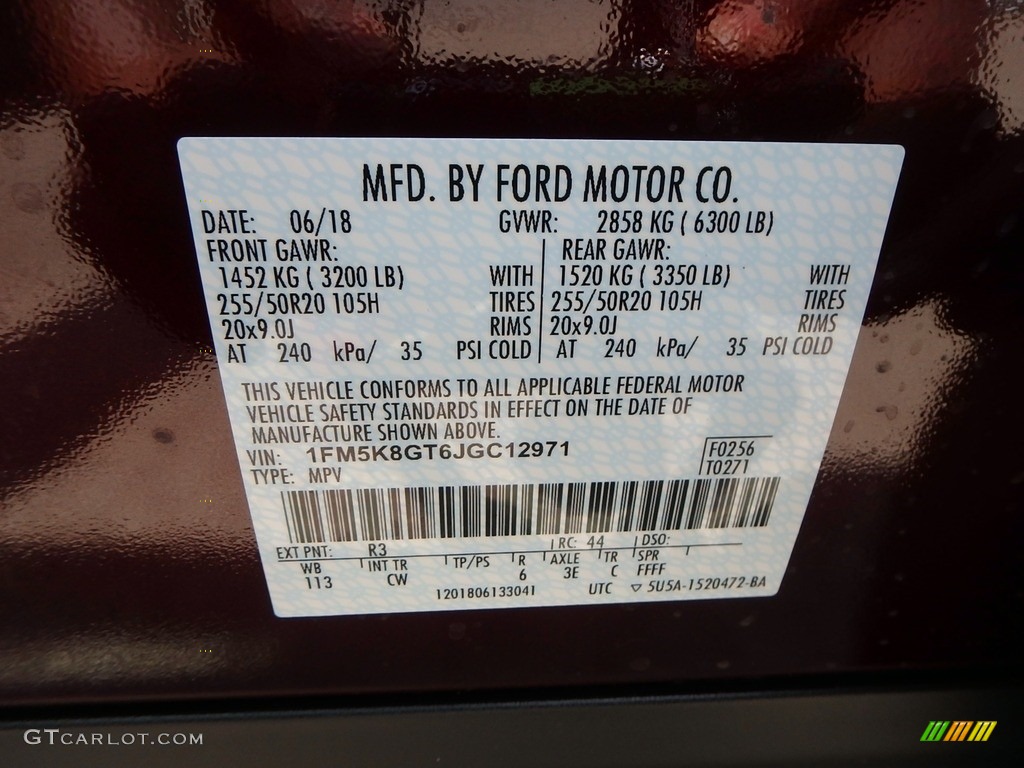 MFD. BY FORD MOTOR CO.
DATE: 06/18 GVWR: 2858 KG ( 6300 LB)
FRONT GAWR: REAR GAWR:
1452 KG ( 3200 LB) WITH 1520 KG ( 3350 LB) WITH
255/50R20 105H TIRES 255/50R20 105H TIRES
20x9.0J RIMS 20x9.0J RIMS
AT 240 kPa/ 35 PSI COLD AT 240 kPa/ 35 PSI COLD
THIS VEHICLE CONFORMS TO ALL APPLICABLE FEDERAL MOTOR
VEHICLE SAFETY STANDARDS IN EFFECT ON THE DATE OF
MANUFACTURE SHOWN ABOVE.
VIN: 1FM5K8GT6JGC12971 F0256
TYPE: MPV T0271
EXT PNT: R3 RC: 44 DSO:
WB INT TR TP/PS R AXLE TR SPR
113 CW 6 3E C FFFF
1201806133041 UTC ▽ 5U5A-1520472-BA
GTCARLOT.COM